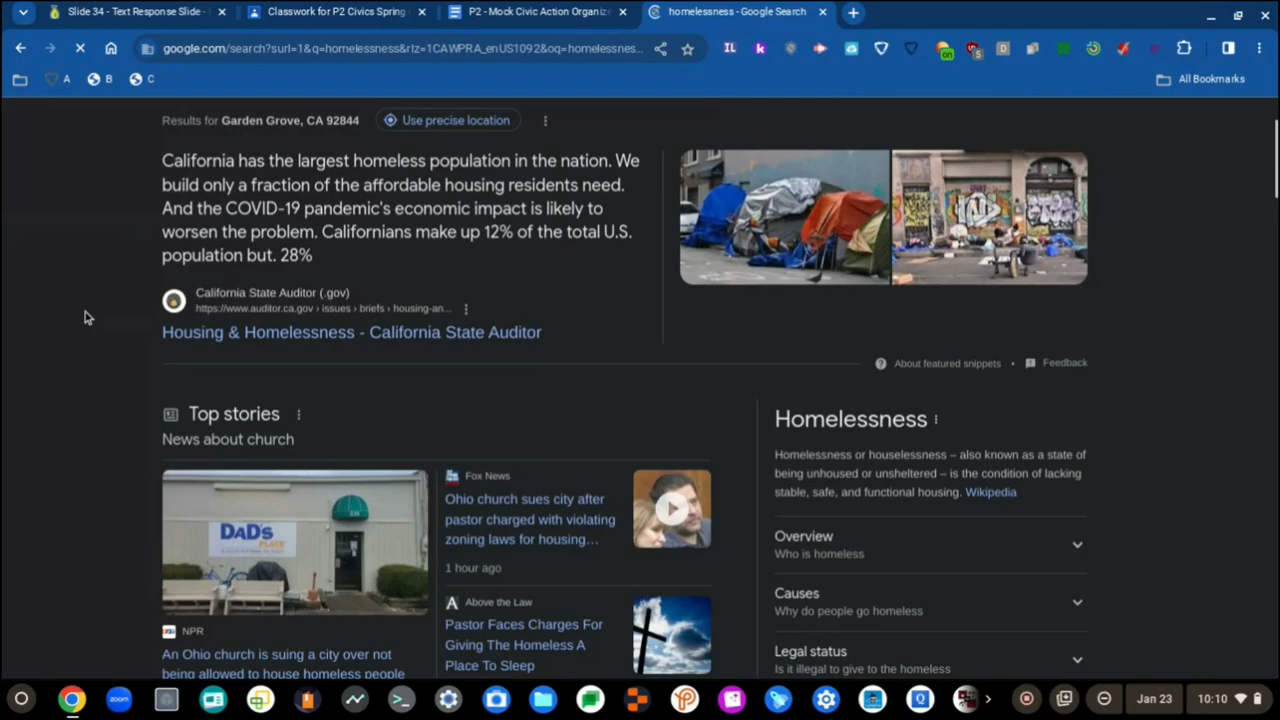 Slide 34 - Text Response Slide -
Classwork for P2 Civics Spring
P2 - Mock Civic Action Organiz
homelessness - Google Search
google.com/search?surl=1&q=homelessness&rlz=1CAWPRA_enUS1092&oq=homelessnes...
A
B
C
All Bookmarks
Results for Garden Grove, CA 92844
Use precise location
California has the largest homeless population in the nation. We
build only a fraction of the affordable housing residents need.
And the COVID-19 pandemic's economic impact is likely to
worsen the problem. Californians make up 12% of the total U.S.
population but. 28%
California State Auditor (.gov)
https://www.auditor.ca.gov › issues › briefs › housing-an...
Housing & Homelessness - California State Auditor
About featured snippets
Feedback
Top stories
News about church
DAD'S
PLACE
NPR
An Ohio church is suing a city over not
being allowed to house homeless people
Fox News
Ohio church sues city after
pastor charged with violating
zoning laws for housing...
1 hour ago
Above the Law
Pastor Faces Charges For
Giving The Homeless A
Place To Sleep
Homelessness
Homelessness or houselessness – also known as a state of
being unhoused or unsheltered – is the condition of lacking
stable, safe, and functional housing. Wikipedia
Overview
Who is homeless
Causes
Why do people go homeless
Legal status
Is it illegal to give to the homeless
zoom
Jan 23
10:10